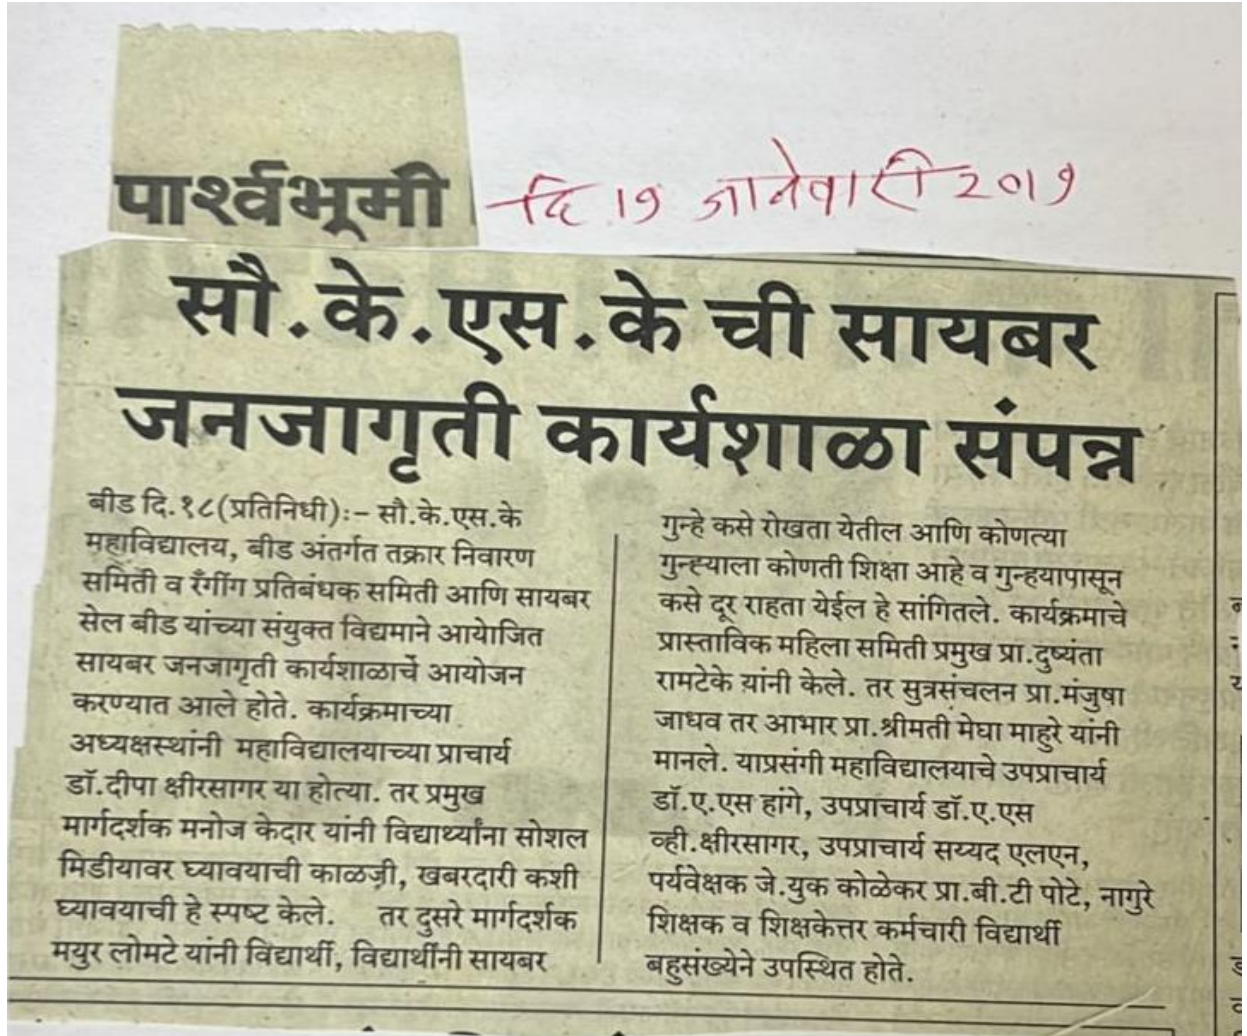 पार्श्वभूमी
दि १९ जानेवारी २०१९
सौ.के.एस.के ची सायबर
जनजागृती कार्यशाळा संपन्न
बीड दि.१८(प्रतिनिधी):- सौ.के.एस.के
महाविद्यालय, बीड अंतर्गत तक्रार निवारण
समिती व रॅगींग प्रतिबंधक समिती आणि सायबर
सेल बीड यांच्या संयुक्त विद्यमाने आयोजित
सायबर जनजागृती कार्यशाळाचे आयोजन
करण्यात आले होते. कार्यक्रमाच्या
अध्यक्षस्थांनी महाविद्यालयाच्या प्राचार्य
डॉ.दीपा क्षीरसागर या होत्या. तर प्रमुख
मार्गदर्शक मनोज केदार यांनी विद्यार्थ्यांना सोशल
मिडीयावर घ्यावयाची काळजी, खबरदारी कशी
घ्यावयाची हे स्पष्ट केले. तर दुसरे मार्गदर्शक
मयुर लोमटे यांनी विद्यार्थी, विद्यार्थींनी सायबर
गुन्हे कसे रोखता येतील आणि कोणत्या
गुन्ह्याला कोणती शिक्षा आहे व गुन्हयापासून
कसे दूर राहता येईल हे सांगितले. कार्यक्रमाचे
प्रास्ताविक महिला समिती प्रमुख प्रा.दुष्यंता
रामटेके यांनी केले. तर सुत्रसंचलन प्रा.मंजुषा
जाधव तर आभार प्रा.श्रीमती मेघा माहुरे यांनी
मानले. याप्रसंगी महाविद्यालयाचे उपप्राचार्य
डॉ.ए.एस हांगे, उपप्राचार्य डॉ.ए.एस
व्ही.क्षीरसागर, उपप्राचार्य सय्यद एलएन,
पर्यवेक्षक जे.युक कोळेकर प्रा.बी.टी पोटे, नागुरे
शिक्षक व शिक्षकेत्तर कर्मचारी विद्यार्थी
बहुसंख्येने उपस्थित होते.